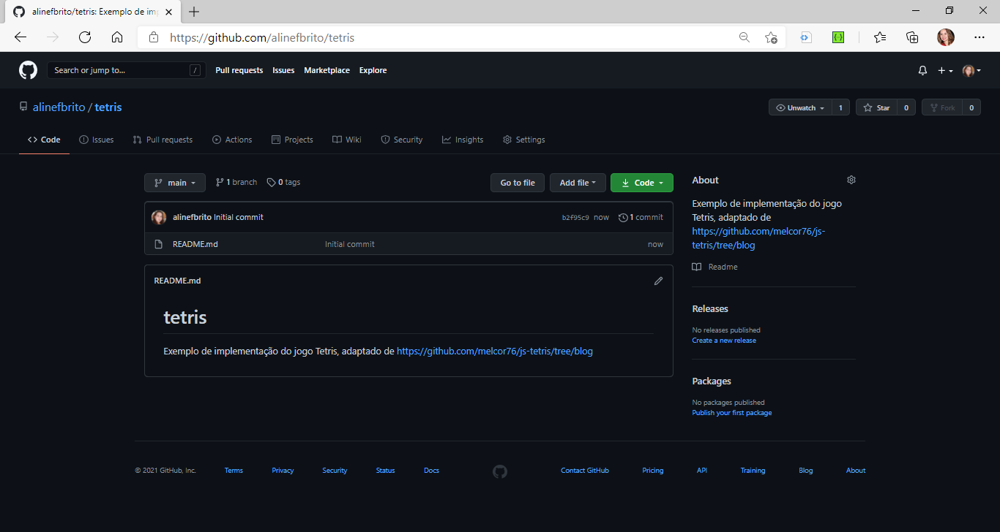 alinefbrito/tetris: Exemplo de im
https://github.com/alinefbrito/tetris
Search or jump to... /
Pull requests Issues Marketplace Explore
alinefbrito / tetris
Unwatch 1 Star 0 Fork 0
Code Issues Pull requests Actions Projects Wiki Security Insights Settings
main 1 branch 0 tags Go to file Add file Code
alinefbrito Initial commit b2f95c9 now 1 commit
README.md Initial commit now
README.md
tetris
Exemplo de implementação do jogo Tetris, adaptado de https://github.com/melcor76/js-tetris/tree/blog
About
Exemplo de implementação do jogo
Tetris, adaptado de
https://github.com/melcor76/js-
tetris/tree/blog
Readme
Releases
No releases published
Create a new release
Packages
No packages published
Publish your first package
© 2021 GitHub, Inc. Terms Privacy Security Status Docs Contact GitHub Pricing API Training Blog About